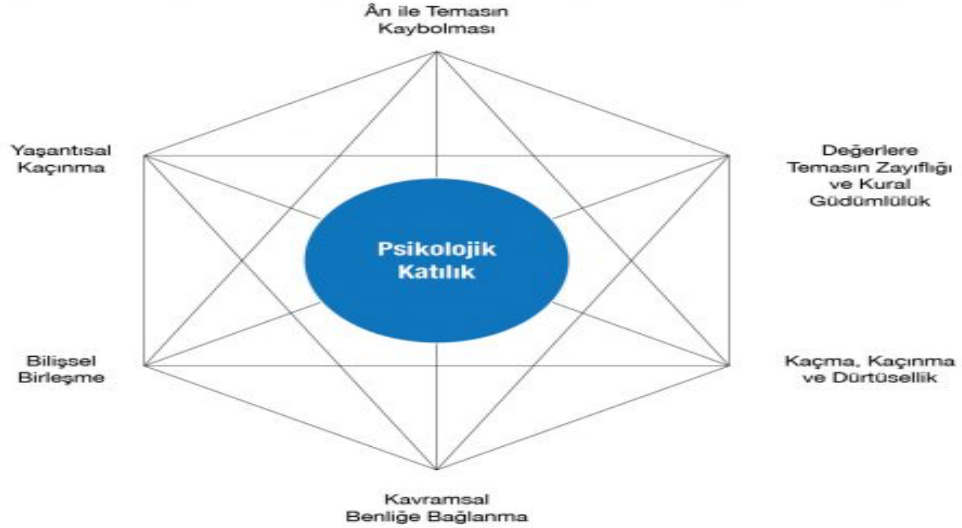 Ân ile Temasın
Kaybolması
Yaşantısal
Kaçınma
Değerlere
Temasın Zayıflığı
ve Kural
Güdümlülük
Psikolojik
Katılık
Bilişsel
Birleşme
Kaçma, Kaçınma
ve Dürtüsellik
Kavramsal
Benliğe Bağlanma